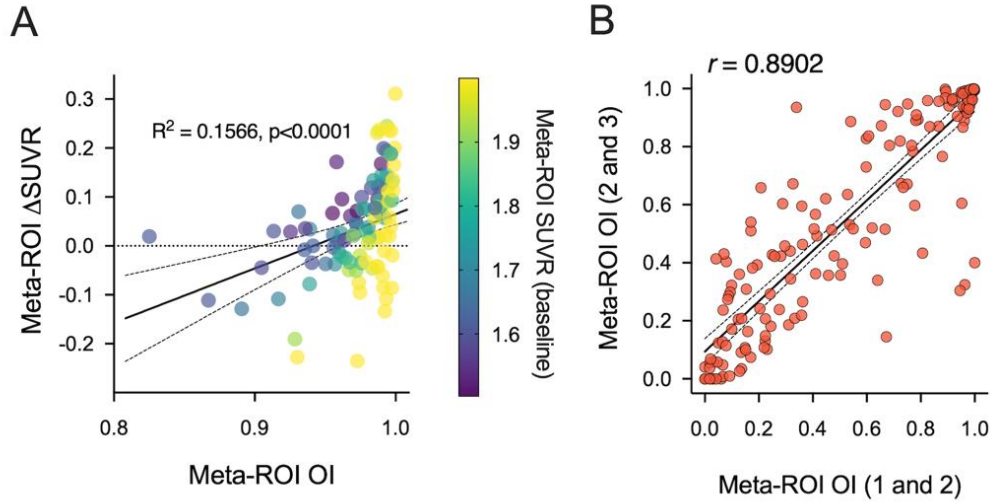 A
Meta-ROI ΔSUVR
0.3
0.2
0.1
0.0
-0.1
-0.2
R² = 0.1566, p<0.0001
0.8
0.9
1.0
Meta-ROI OI
1.9
1.8
1.7
1.6
Meta-ROI SUVR (baseline)
B
r = 0.8902
Meta-ROI OI (2 and 3)
1.0
0.8
0.6
0.4
0.2
0.0
0.0
0.2
0.4
0.6
0.8
1.0
Meta-ROI OI (1 and 2)